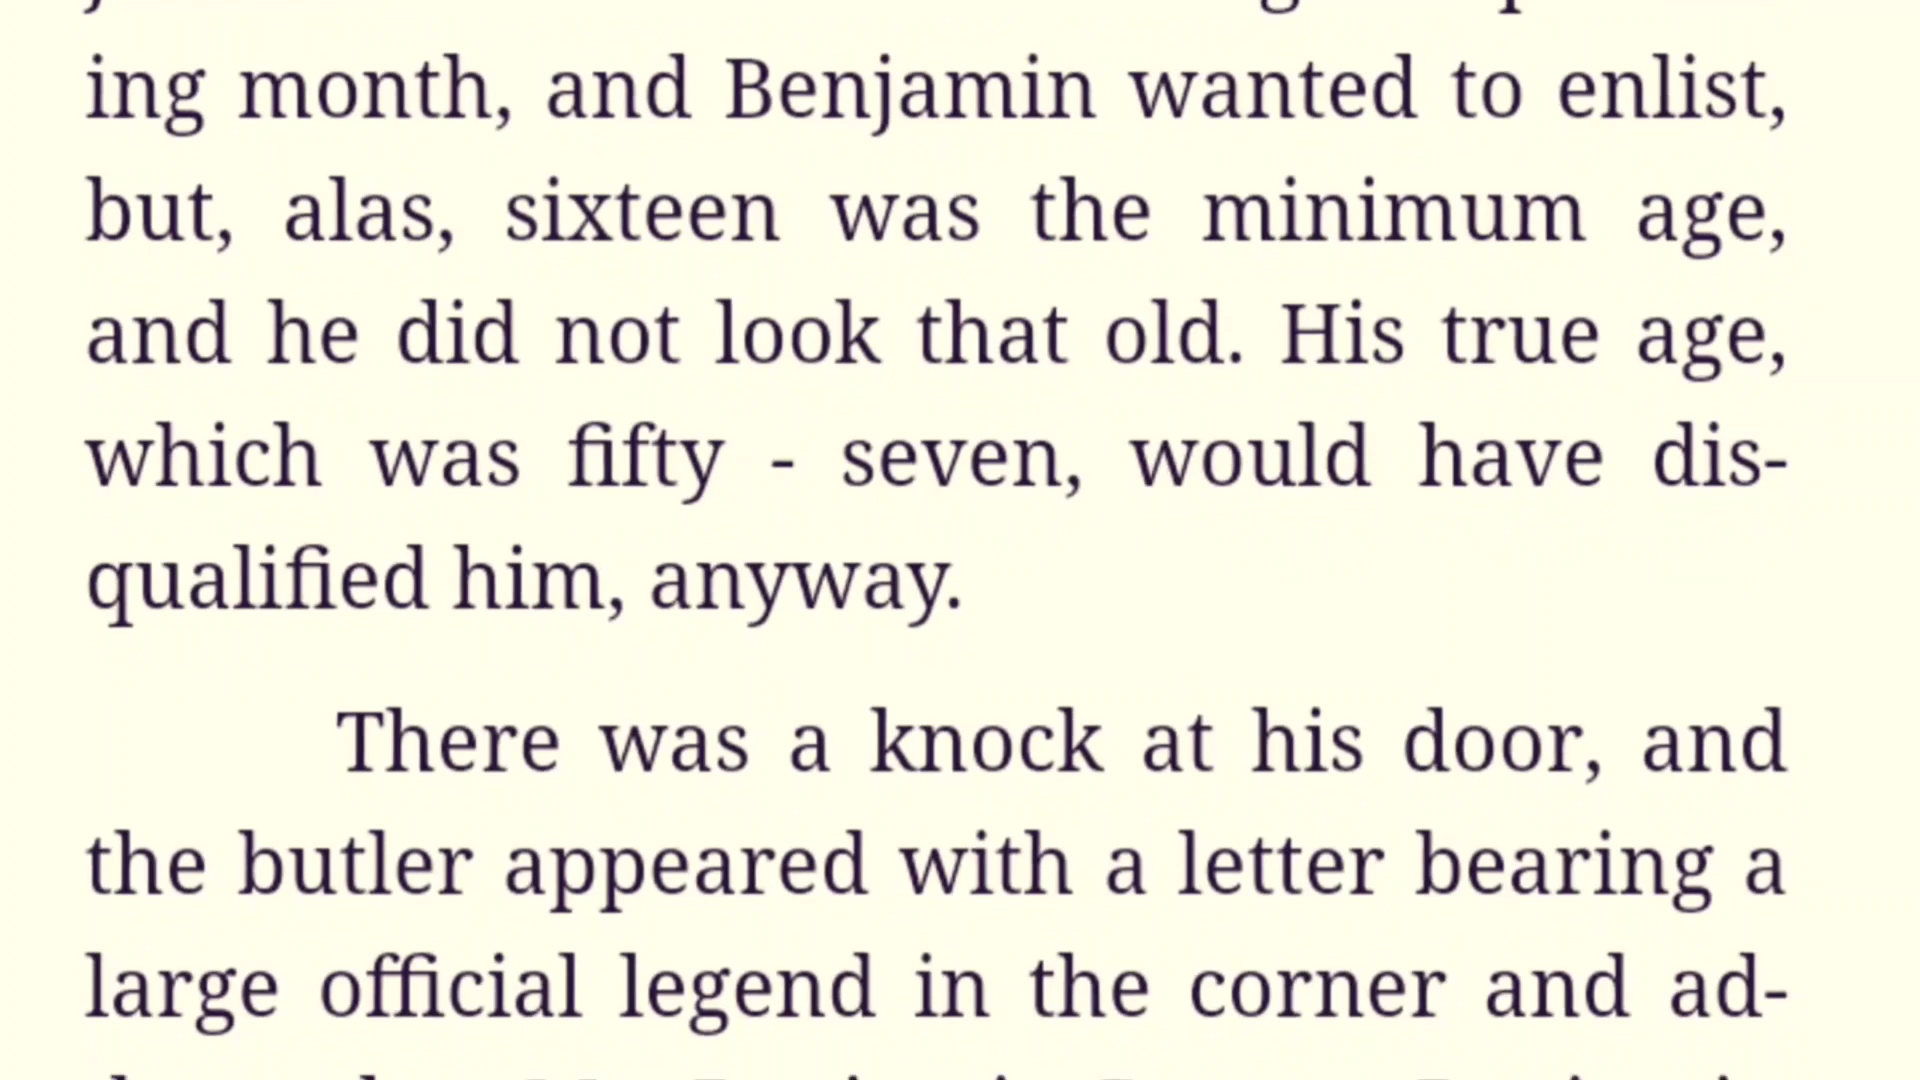 ing month, and Benjamin wanted to enlist,
but, alas, sixteen was the minimum age,
and he did not look that old. His true age,
which was fifty - seven, would have dis-
qualified him, anyway.
There was a knock at his door, and
the butler appeared with a letter bearing a
large official legend in the corner and ad-